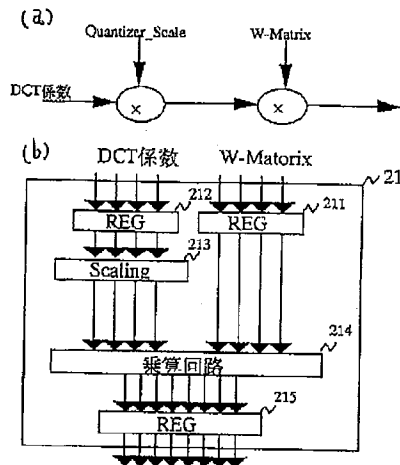 (a)
Quantizer_Scale W-Matrix
DCT係数 × ×
(b)
DCT係数 W-Matorix
21
212 211
REG REG
213
Scaling
214
乗算回路
215
REG